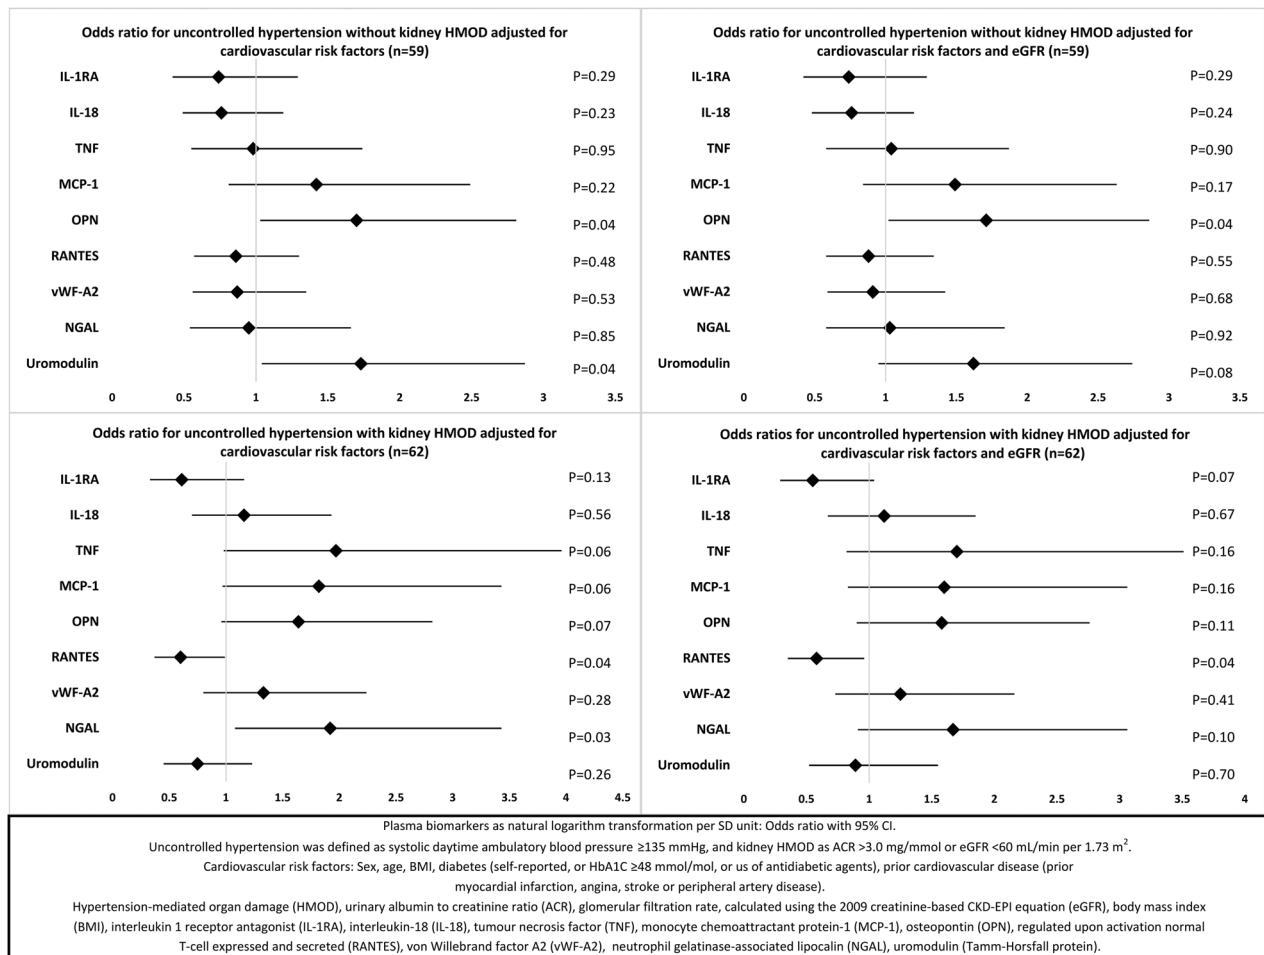 Odds ratio for uncontrolled hypertension without kidney HMOD adjusted for
cardiovascular risk factors (n=59)
IL-1RA P=0.29
IL-18 P=0.23
TNF P=0.95
MCP-1 P=0.22
OPN P=0.04
RANTES P=0.48
vWF-A2 P=0.53
NGAL P=0.85
Uromodulin P=0.04
0 0.5 1 1.5 2 2.5 3 3.5
Odds ratio for uncontrolled hypertenion without kidney HMOD adjusted for
cardiovascular risk factors and eGFR (n=59)
IL-1RA P=0.29
IL-18 P=0.24
TNF P=0.90
MCP-1 P=0.17
OPN P=0.04
RANTES P=0.55
vWF-A2 P=0.68
NGAL P=0.92
Uromodulin P=0.08
0 0.5 1 1.5 2 2.5 3 3.5
Odds ratio for uncontrolled hypertension with kidney HMOD adjusted for
cardiovascular risk factors (n=62)
IL-1RA P=0.13
IL-18 P=0.56
TNF P=0.06
MCP-1 P=0.06
OPN P=0.07
RANTES P=0.04
vWF-A2 P=0.28
NGAL P=0.03
Uromodulin P=0.26
0 0.5 1 1.5 2 2.5 3 3.5 4 4.5
Odds ratios for uncontrolled hypertension with kidney HMOD adjusted for
cardivascular risk factors and eGFR (n=62)
IL-1RA P=0.07
IL-18 P=0.67
TNF P=0.16
MCP-1 P=0.16
OPN P=0.11
RANTES P=0.04
vWF-A2 P=0.41
NGAL P=0.10
Uromodulin P=0.70
0 0.5 1 1.5 2 2.5 3 3.5 4
Plasma biomarkers as natural logarithm transformation per SD unit: Odds ratio with 95% CI.
Uncontrolled hypertension was defined as systolic daytime ambulatory blood pressure ≥135 mmHg, and kidney HMOD as ACR >3.0 mg/mmol or eGFR <60 mL/min per 1.73 m².
Cardiovascular risk factors: Sex, age, BMI, diabetes (self-reported, or HbA1C ≥48 mmol/mol, or us of antidiabetic agents), prior cardiovascular disease (prior
myocardial infarction, angina, stroke or peripheral artery disease).
Hypertension-mediated organ damage (HMOD), urinary albumin to creatinine ratio (ACR), glomerular filtration rate, calculated using the 2009 creatinine-based CKD-EPI equation (eGFR), body mass index
(BMI), interleukin 1 receptor antagonist (IL-1RA), interleukin-18 (IL-18), tumour necrosis factor (TNF), monocyte chemoattractant protein-1 (MCP-1), osteopontin (OPN), regulated upon activation normal
T-cell expressed and secreted (RANTES), von Willebrand factor A2 (vWF-A2), neutrophil gelatinase-associated lipocalin (NGAL), uromodulin (Tamm-Horsfall protein).